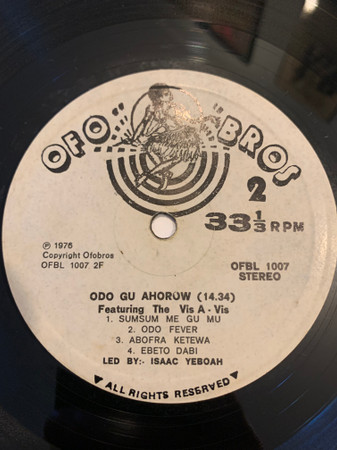 OFO BROS
2
33 1/3 RPM
℗ 1976
Copyright Ofobros
OFBL 1007 2F
OFBL 1007
STEREO
ODO GU AHOROW (14.34)
Featuring The Vis A - Vis
1. SUMSUM ME GU MU
2. ODO FEVER
3. ABOFRA KETEWA
4. EBETO DABI
LED BY:- ISAAC YEBOAH
▼ ALL RIGHTS RESERVED ▼